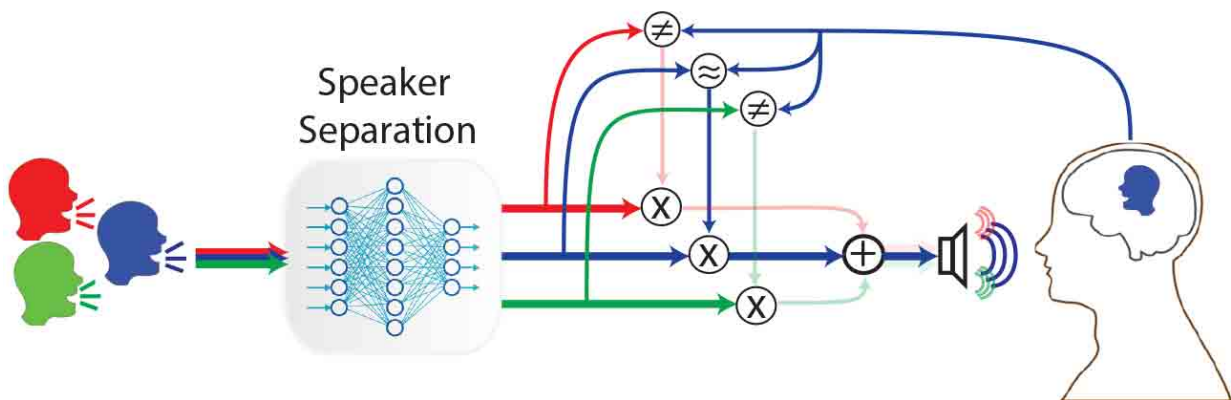 Speaker
Separation
≠
≈
≠
X
X
+
X